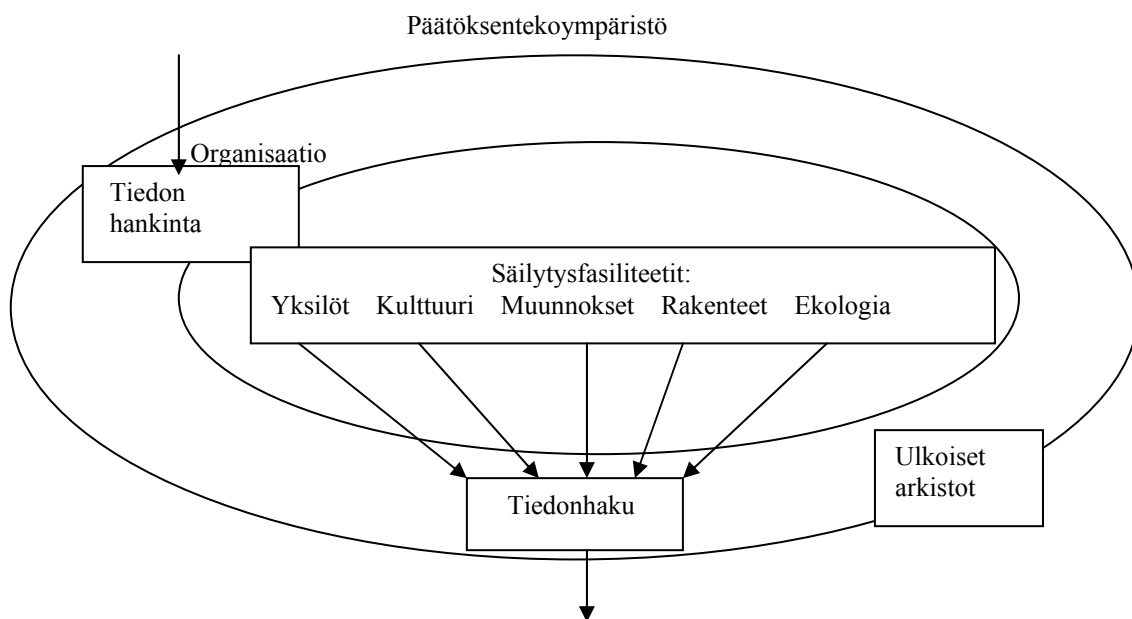 Päätöksentekoympäristö
Organisaatio
Tiedon
hankinta
Säilytysfasiliteetit:
Yksilöt Kulttuuri Muunnokset Rakenteet Ekologia
Ulkoiset
arkistot
Tiedonhaku